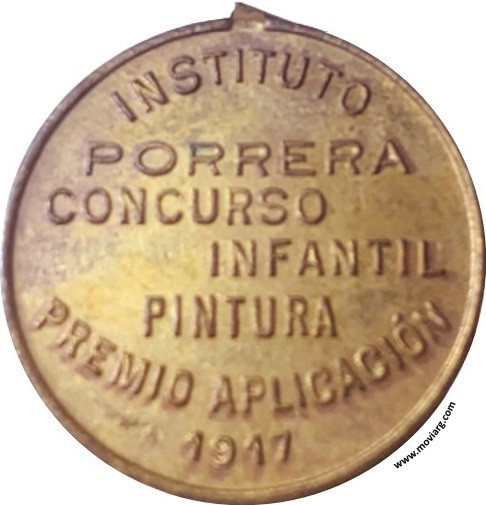 INSTITUTO
PORRERA
CONCURSO
INFANTIL
PINTURA
PREMIO APLICACIÓN
1917
www.moviarg.com